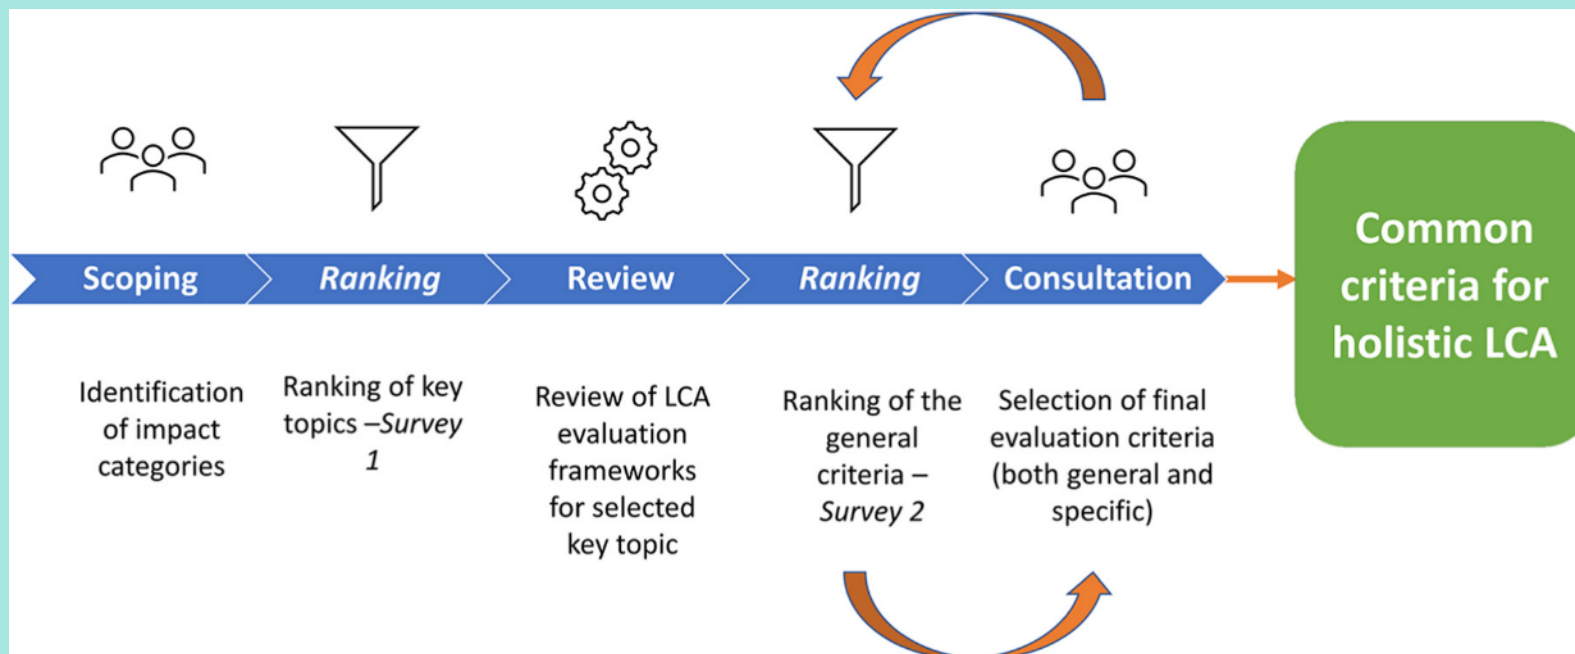 Scoping
Ranking
Review
Ranking
Consultation
Common
criteria for
holistic LCA
Identification
of impact
categories
Ranking of key
topics –Survey
1
Review of LCA
evaluation
frameworks
for selected
key topic
Ranking of the
general
criteria –
Survey 2
Selection of final
evaluation criteria
(both general and
specific)